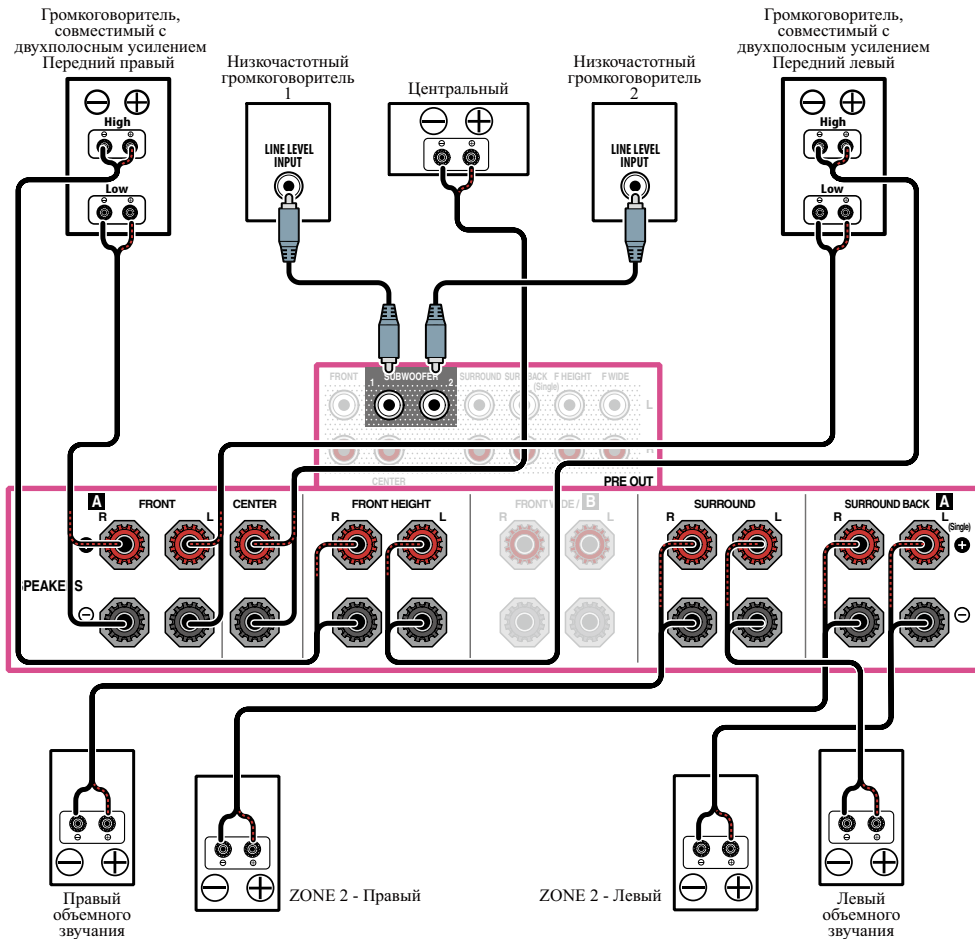 Громкоговоритель,
совместимый с
двухполосным усилением
Передний правый
Низкочастотный
громкоговоритель
1
Центральный
Низкочастотный
громкоговоритель
2
Громкоговоритель,
совместимый с
двухполосным усилением
Передний левый
High
Low
LINE LEVEL
INPUT
LINE LEVEL
INPUT
High
Low
FRONT
SUBWOOFER
1
2
SURROUND
(Single)
F HEIGHT
F WIDE
L
R
CENTER
PRE OUT
A
FRONT
R
L
CENTER
FRONT HEIGHT
R
L
B
R
L
SURROUND
R
L
SURROUND BACK
A
R
L
(Single)
Правый
объемного
звучания
ZONE 2 - Правый
ZONE 2 - Левый
Левый
объемного
звучания